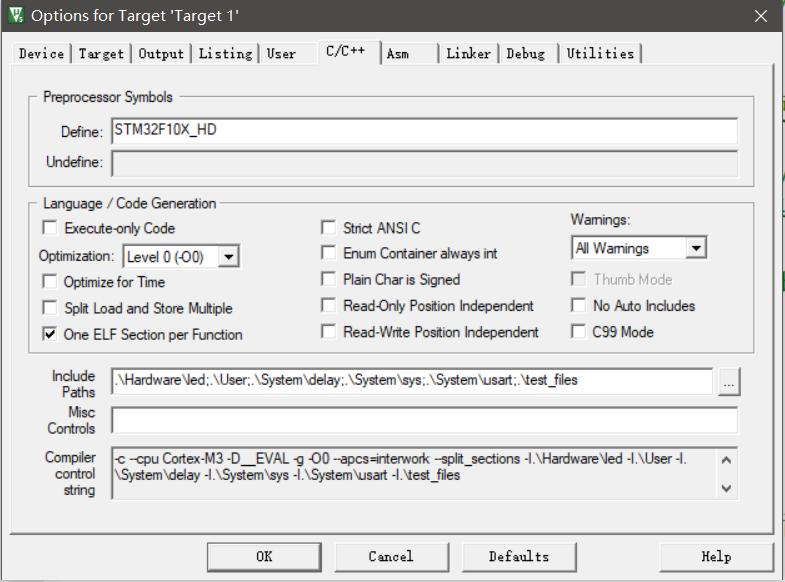 Options for Target 'Target 1'
Device Target Output Listing User C/C++ Asm Linker Debug Utilities
Preprocessor Symbols
Define: STM32F10X_HD
Undefine:
Language / Code Generation
Execute-only Code
Strict ANSI C
Warnings:
Optimization: Level 0 (-O0)
Enum Container always int
All Warnings
Optimize for Time
Plain Char is Signed
Thumb Mode
Split Load and Store Multiple
Read-Only Position Independent
No Auto Includes
One ELF Section per Function
Read-Write Position Independent
C99 Mode
Include Paths
.\Hardware\led;.\User;.\System\delay;.\System\sys;.\System\usart;.\test_files
...
Misc Controls
Compiler control string
-c --cpu Cortex-M3 -D__EVAL -g -O0 --apcs=interwork --split_sections -I.\Hardware\led -I.\User -I.
\System\delay -I.\System\sys -I.\System\usart -I.\test_files
OK Cancel Defaults Help